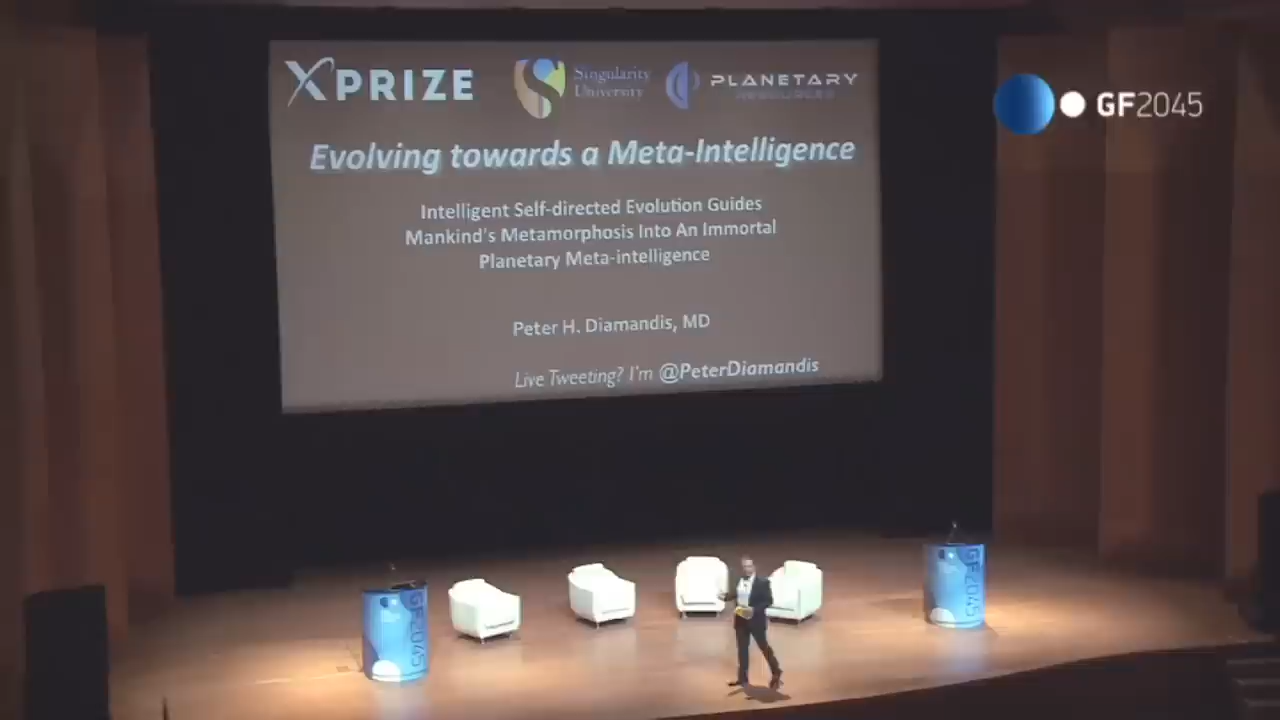 XPRIZE
Singularity
University
PLANETARY
RESOURCES
GF2045
Evolving towards a Meta-Intelligence
Intelligent Self-directed Evolution Guides
Mankind's Metamorphosis Into An Immortal
Planetary Meta-intelligence
Peter H. Diamandis, MD
Live Tweeting? I'm @PeterDiamandis
GF2045
GF2045